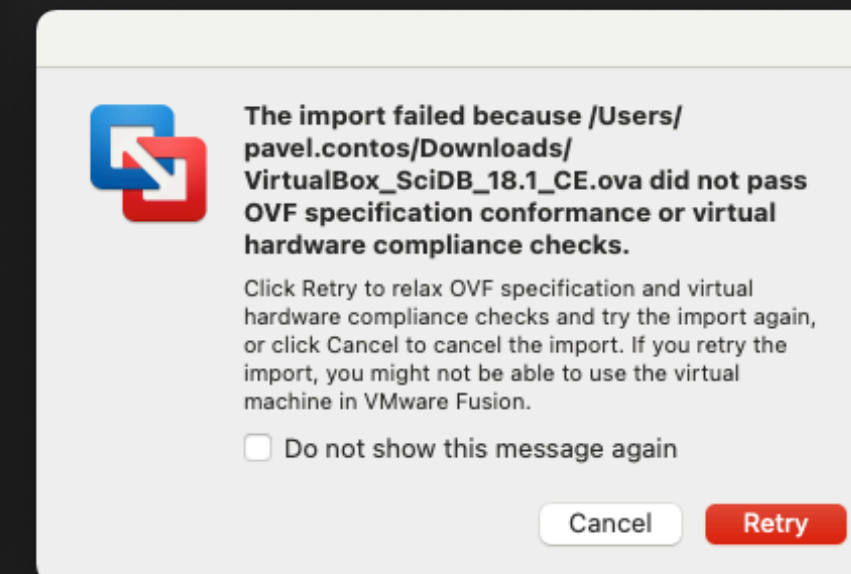 The import failed because /Users/
pavel.contos/Downloads/
VirtualBox_SciDB_18.1_CE.ova did not pass
OVF specification conformance or virtual
hardware compliance checks.
Click Retry to relax OVF specification and virtual
hardware compliance checks and try the import again,
or click Cancel to cancel the import. If you retry the
import, you might not be able to use the virtual
machine in VMware Fusion.
Do not show this message again
Cancel
Retry